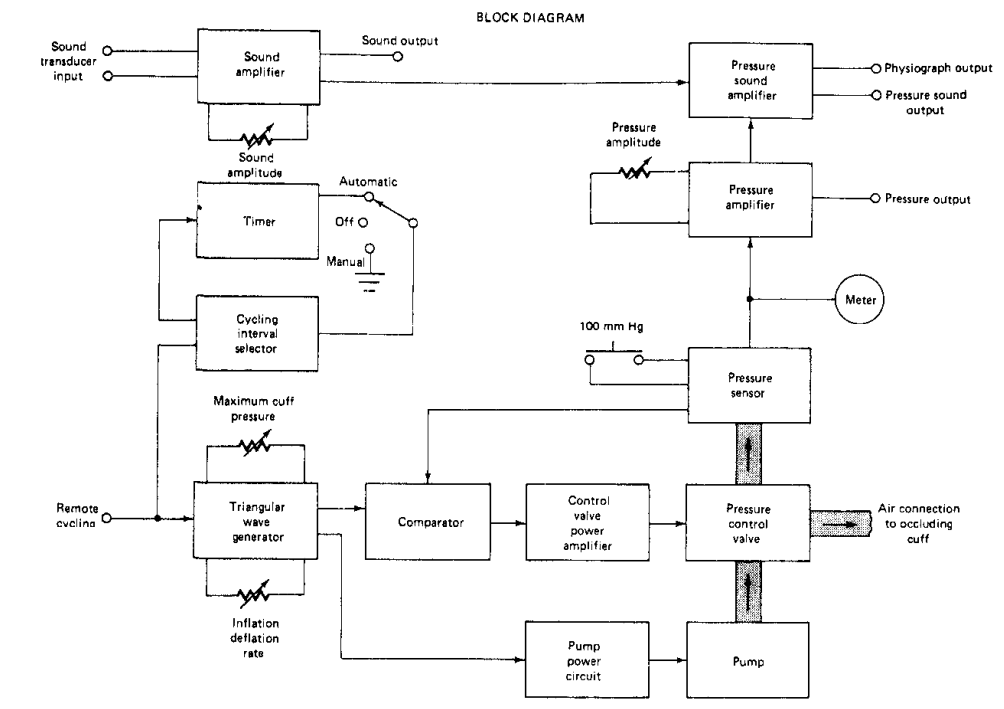 BLOCK DIAGRAM
Sound
transducer
input
Sound
amplifier
Sound output
Pressure
sound
amplifier
Physiograph output
Pressure sound
output
Sound
amplitude
Pressure
amplitude
Pressure
amplifier
Pressure output
Timer
Automatic
Off
Manual
Meter
Cycling
interval
selector
100 mm Hg
Pressure
sensor
Maximum cuff
pressure
Remote
cycling
Triangular
wave
generator
Comparator
Control
valve
power
amplifier
Pressure
control
valve
Air connection
to occluding
cuff
Inflation
deflation
rate
Pump
power
circuit
Pump